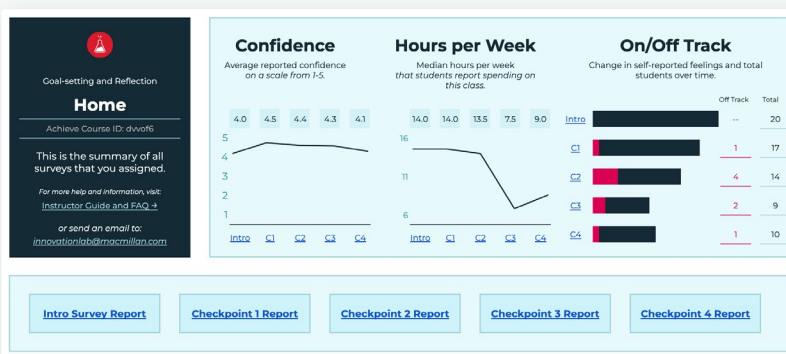 Goal-setting and Reflection
Home
Achieve Course ID: dvvof6
This is the summary of all
surveys that you assigned.
For more help and information, visit:
Instructor Guide and FAQ →
or send an email to:
innovationlab@macmillan.com
Confidence
Average reported confidence
on a scale from 1-5.
4.0 4.5 4.4 4.3 4.1
5
4
3
2
1
Intro C1 C2 C3 C4
Hours per Week
Median hours per week
that students report spending on
this class.
14.0 14.0 13.5 7.5 9.0
16
11
6
Intro C1 C2 C3 C4
On/Off Track
Change in self-reported feelings and total
students over time.
Off Track Total
Intro -- 20
C1 1 17
C2 4 14
C3 2 9
C4 1 10
Intro Survey Report
Checkpoint 1 Report
Checkpoint 2 Report
Checkpoint 3 Report
Checkpoint 4 Report